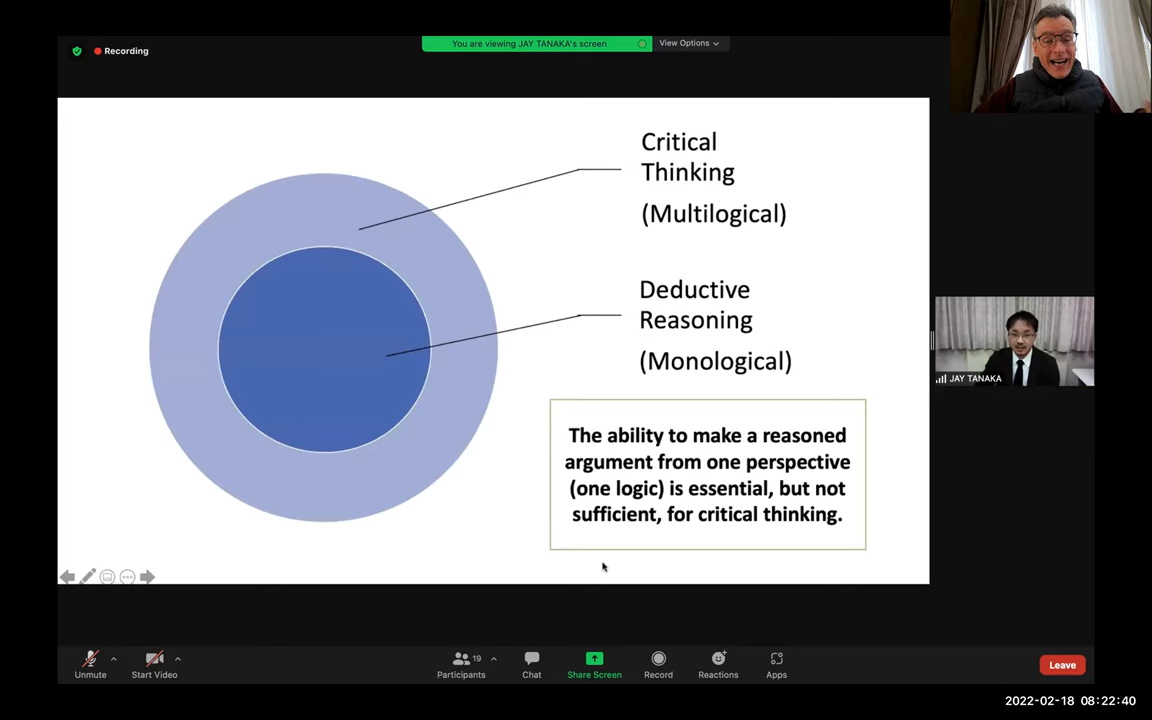 Recording
You are viewing JAY TANAKA's screen
View Options
Critical
Thinking
(Multilogical)
Deductive
Reasoning
(Monological)
The ability to make a reasoned
argument from one perspective
(one logic) is essential, but not
sufficient, for critical thinking.
JAY TANAKA
19
Unmute
Start Video
Participants
Chat
Share Screen
Record
Reactions
Apps
Leave
2022-02-18 08:22:40